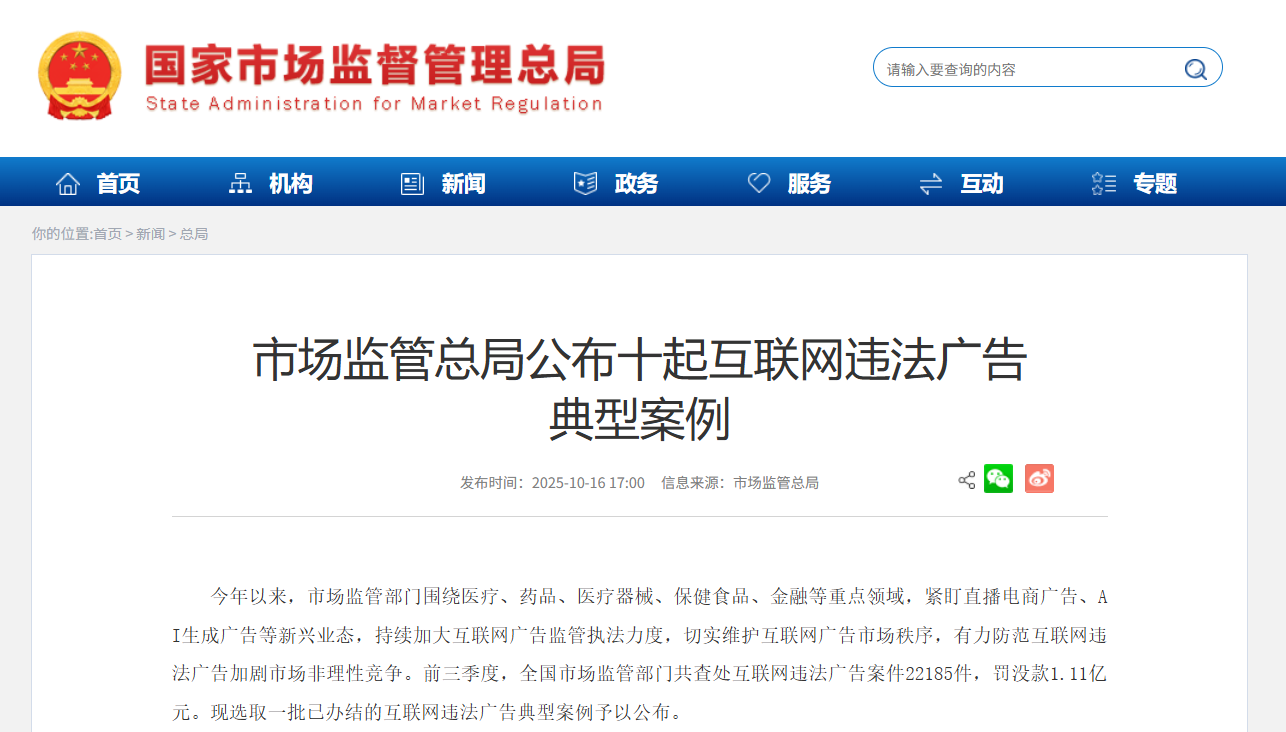 国家市场监督管理总局
State Administration for Market Regulation
请输入要查询的内容
首页 机构 新闻 政务 服务 互动 专题
你的位置:首页 > 新闻 > 总局
市场监管总局公布十起互联网违法广告
典型案例
发布时间：2025-10-16 17:00 信息来源：市场监管总局
今年以来，市场监管部门围绕医疗、药品、医疗器械、保健食品、金融等重点领域，紧盯直播电商广告、A
I生成广告等新兴业态，持续加大互联网广告监管执法力度，切实维护互联网广告市场秩序，有力防范互联网违
法广告加剧市场非理性竞争。前三季度，全国市场监管部门共查处互联网违法广告案件22185件，罚没款1.11亿
元。现选取一批已办结的互联网违法广告典型案例予以公布。